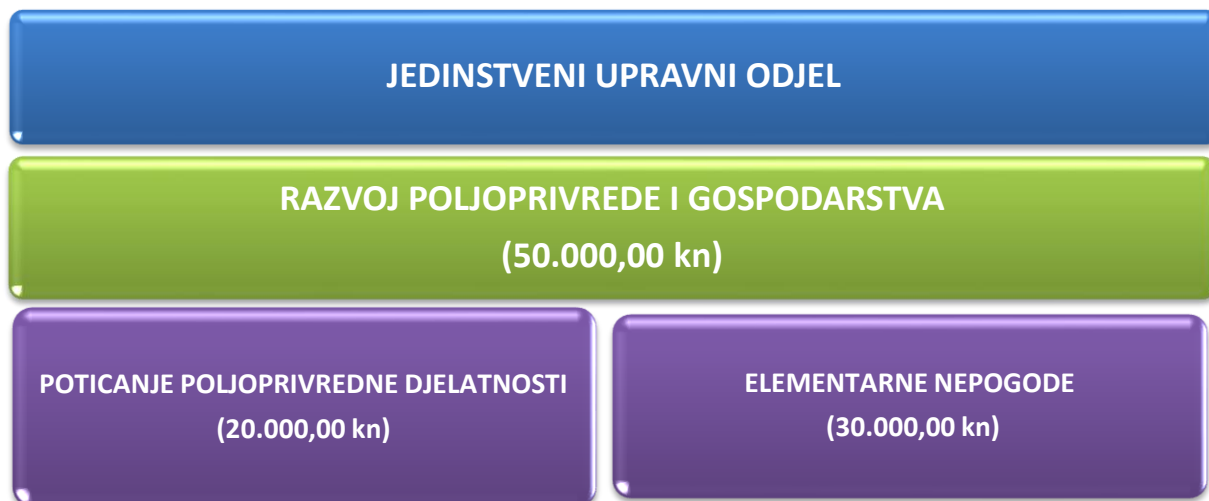 JEDINSTVENI UPRAVNI ODJEL
RAZVOJ POLJOPRIVREDE I GOSPODARSTVA
(50.000,00 kn)
POTICANJE POLJOPRIVREDNE DJELATNOSTI
(20.000,00 kn)
ELEMENTARNE NEPOGODE
(30.000,00 kn)